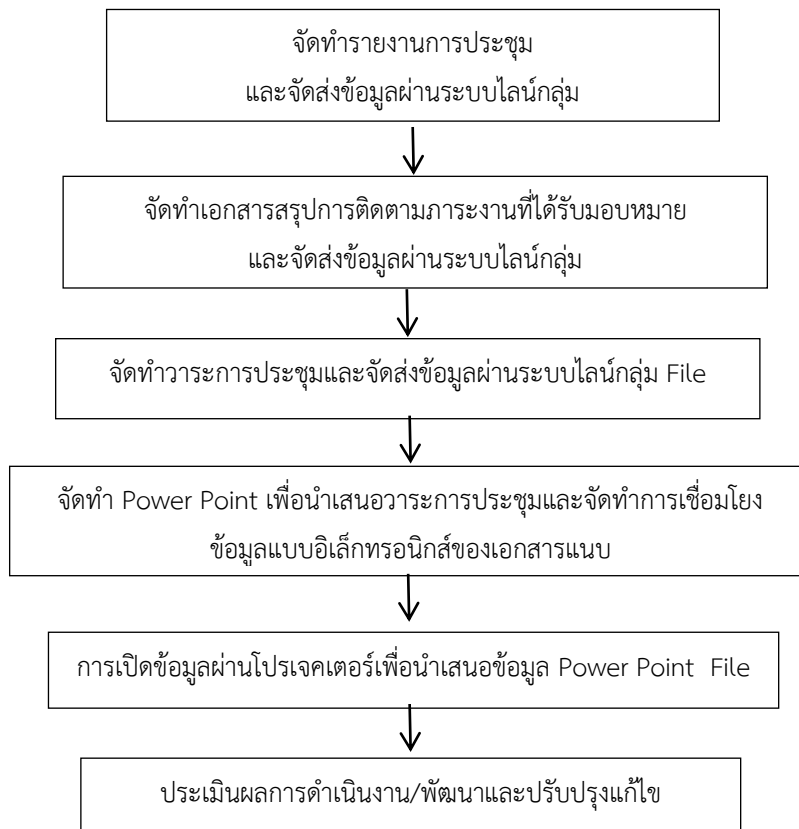 จัดทำรายงานการประชุม
และจัดส่งข้อมูลผ่านระบบไลน์กลุ่ม
จัดทำเอกสารสรุปการติดตามภาระงานที่ได้รับมอบหมาย
และจัดส่งข้อมูลผ่านระบบไลน์กลุ่ม
จัดทำวาระการประชุมและจัดส่งข้อมูลผ่านระบบไลน์กลุ่ม File
จัดทำ Power Point เพื่อนำเสนอวาระการประชุมและจัดทำการเชื่อมโยง
ข้อมูลแบบอิเล็กทรอนิกส์ของเอกสารแนบ
การเปิดข้อมูลผ่านโปรเจคเตอร์เพื่อนำเสนอข้อมูล Power Point File
ประเมินผลการดำเนินงาน/พัฒนาและปรับปรุงแก้ไข